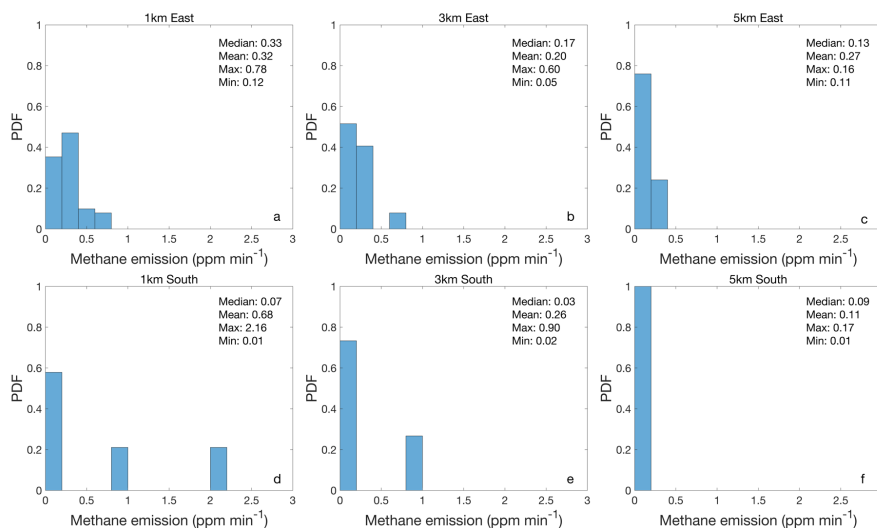 1km East
Median: 0.33
Mean: 0.32
Max: 0.78
Min: 0.12
PDF
1
0.8
0.6
0.4
0.2
0
0 0.5 1 1.5 2 2.5 3
a
Methane emission (ppm min⁻¹)
3km East
Median: 0.17
Mean: 0.20
Max: 0.60
Min: 0.05
PDF
1
0.8
0.6
0.4
0.2
0
0 0.5 1 1.5 2 2.5 3
b
Methane emission (ppm min⁻¹)
5km East
Median: 0.13
Mean: 0.27
Max: 0.16
Min: 0.11
PDF
1
0.8
0.6
0.4
0.2
0
0 0.5 1 1.5 2 2.5
c
Methane emission (ppm min⁻¹)
1km South
Median: 0.07
Mean: 0.68
Max: 2.16
Min: 0.01
PDF
1
0.8
0.6
0.4
0.2
0
0 0.5 1 1.5 2 2.5 3
d
Methane emission (ppm min⁻¹)
3km South
Median: 0.03
Mean: 0.26
Max: 0.90
Min: 0.02
PDF
1
0.8
0.6
0.4
0.2
0
0 0.5 1 1.5 2 2.5 3
e
Methane emission (ppm min⁻¹)
5km South
Median: 0.09
Mean: 0.11
Max: 0.17
Min: 0.01
PDF
1
0.8
0.6
0.4
0.2
0
0 0.5 1 1.5 2 2.5
f
Methane emission (ppm min⁻¹)